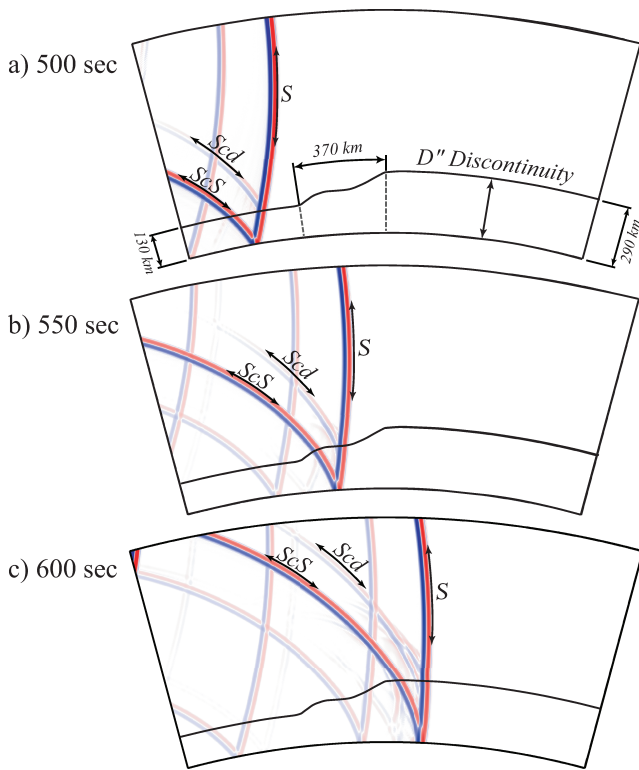 a) 500 sec
S
Scd
ScS
370 km
D" Discontinuity
130 km
290 km
b) 550 sec
S
Scd
ScS
c) 600 sec
ScS
Scd
S